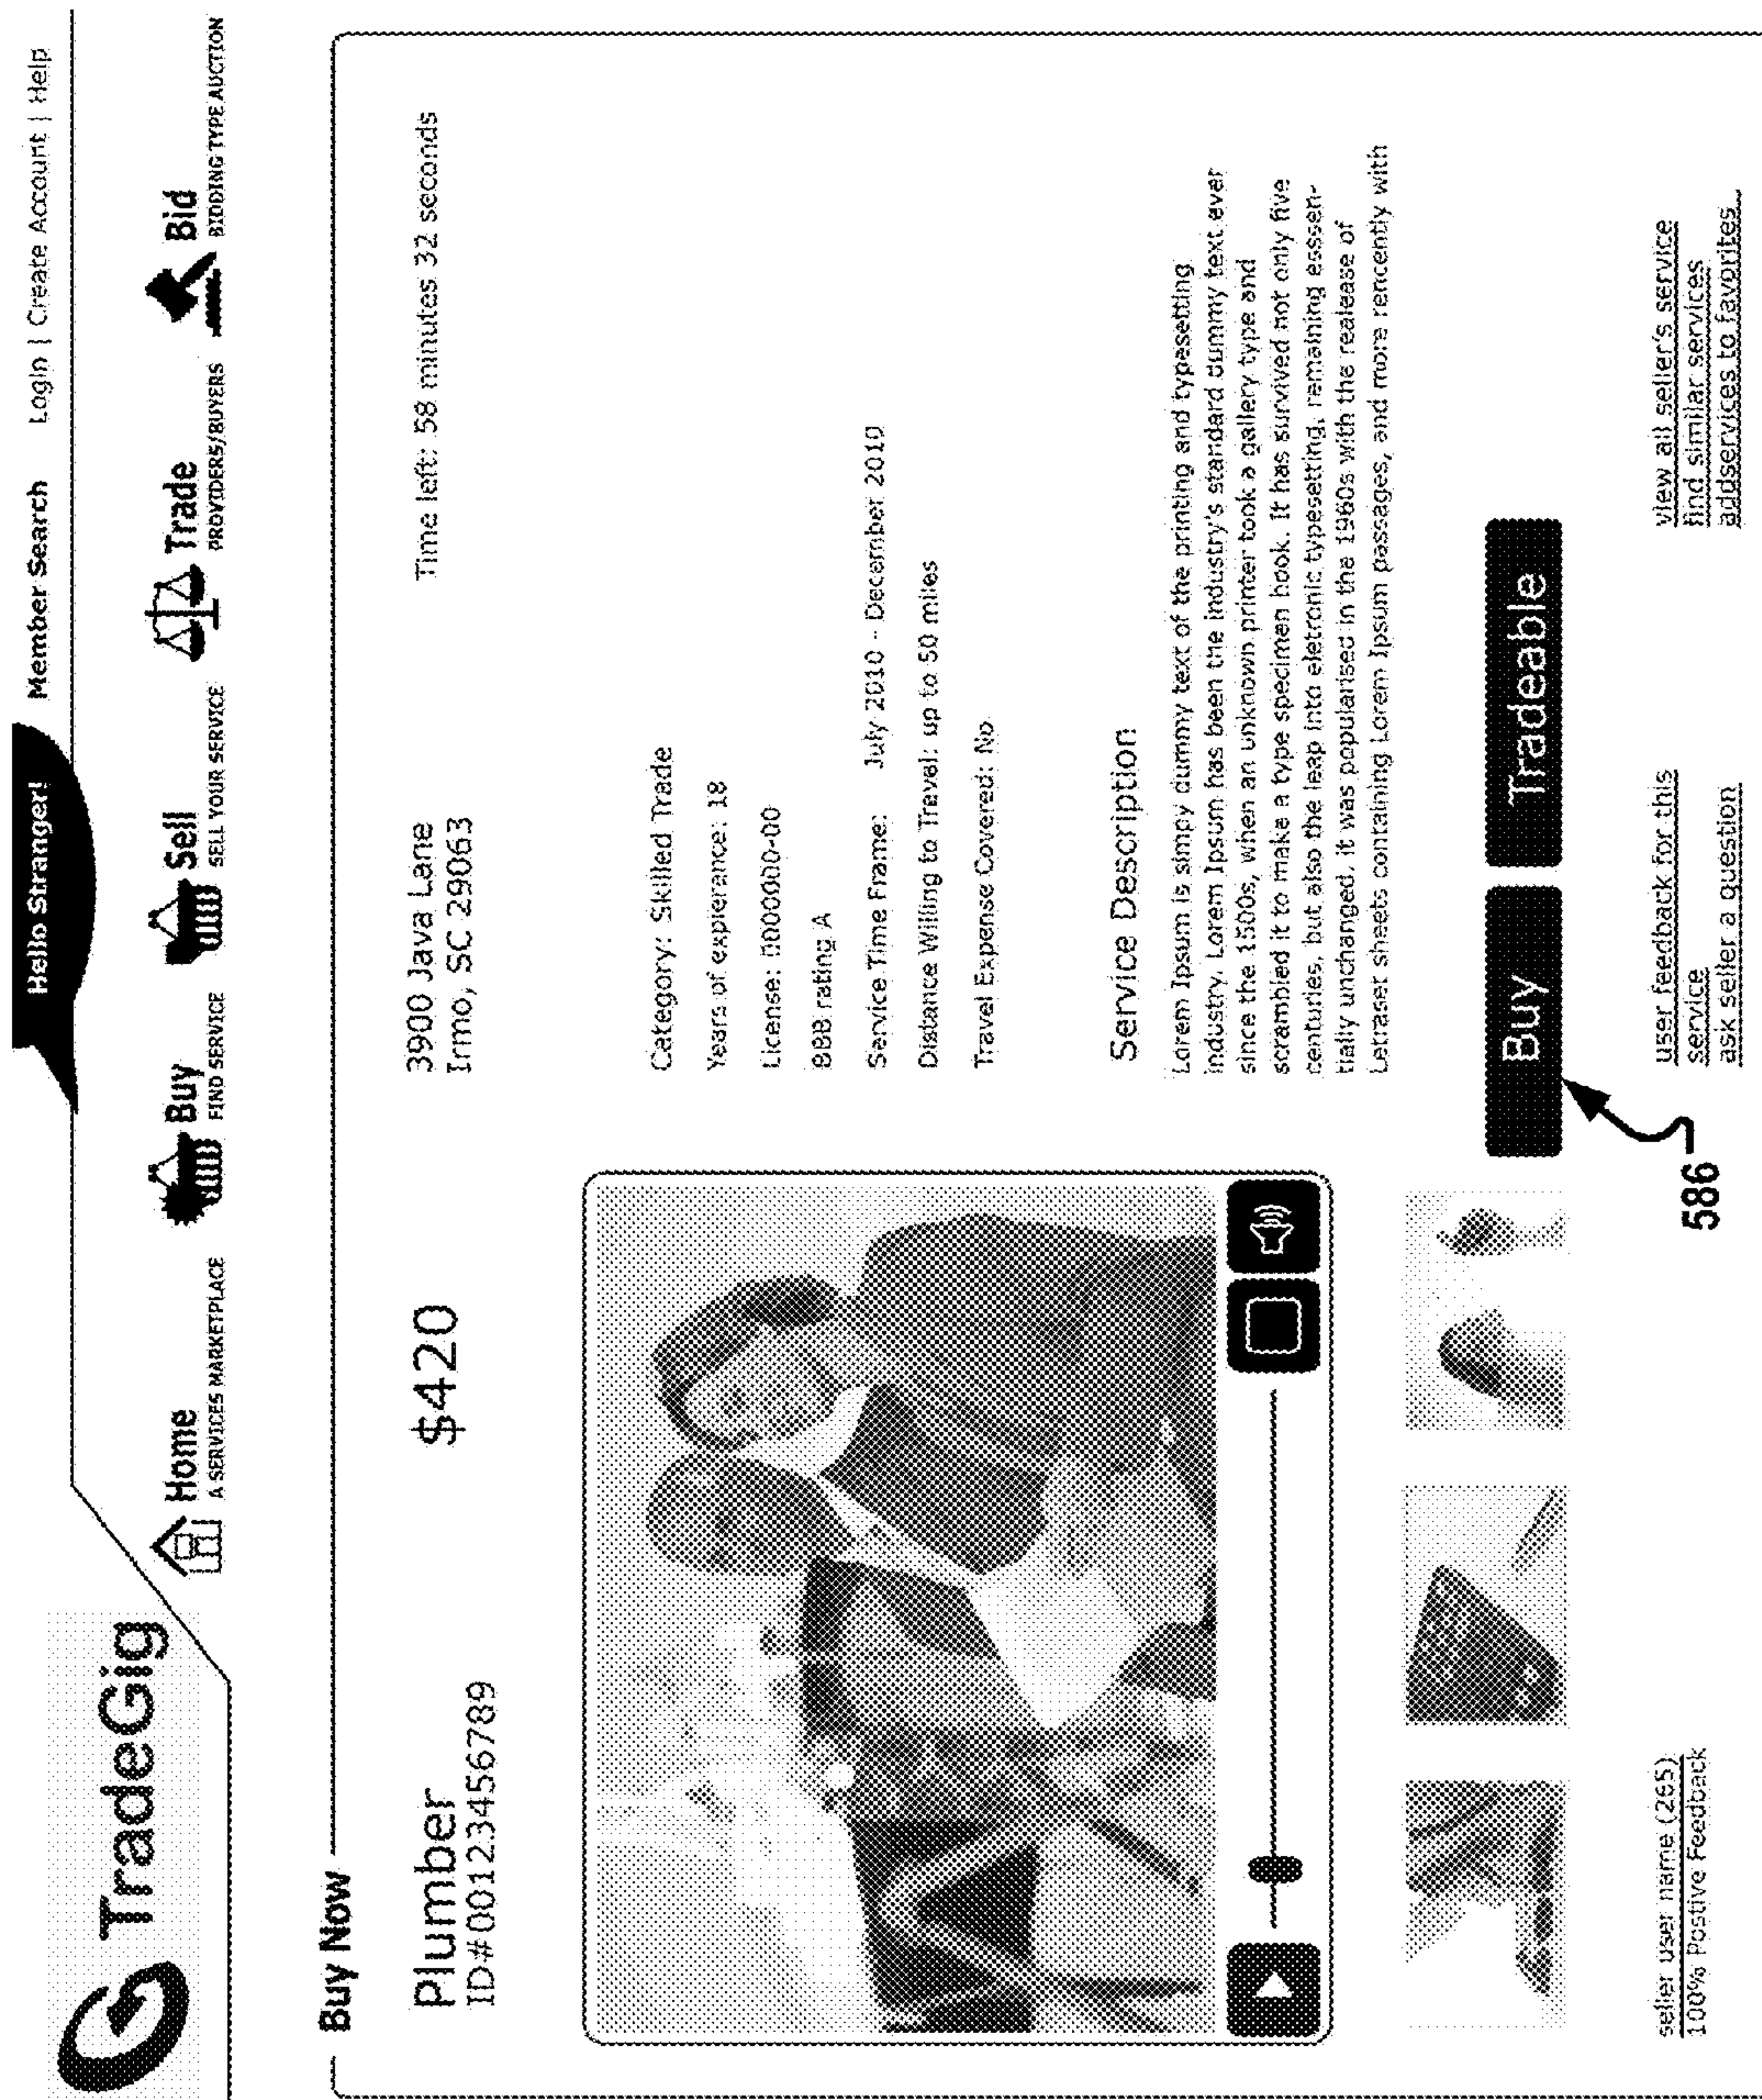 TradeGig
Hello Stranger!
Member Search
Login | Create Account | Help
Home
A SERVICES MARKETPLACE
Buy
FIND SERVICE
Sell
SELL YOUR SERVICE
Trade
PROVIDERS/BUYERS
Bid
BIDDING TYPE AUCTION
Buy Now
Plumber
ID#00123456789
$420
3900 Java Lane
Irmo, SC 29063
Time left: 58 minutes 32 seconds
Category: Skilled Trade
Years of expierance: 18
License: 0000000-00
BBB rating A
Service Time Frame: July 2010 - December 2010
Distance Willing to Travel: up to 50 miles
Travel Expense Covered: No
Service Description
Lorem Ipsum is simpy dummy text of the printing and typesetting
industry. Lorem Ipsum has been the industry's standard dummy text ever
since the 1500s, when an unknown printer took a gallery type and
scrambled it to make a type specimen book. It has survived not only five
centuries, but also the leap into eletronic typesetting, remaining essen-
tially unchanged. it was popularised in the 1960s with the realease of
Letraset sheets containing Lorem Ipsum passages, and more rencently with
Buy
Tradeable
586
seller user name (265)
100% Postive Feedback
user feedback for this
service
ask seller a question
view all seller's service
find similar services
addservices to favorites